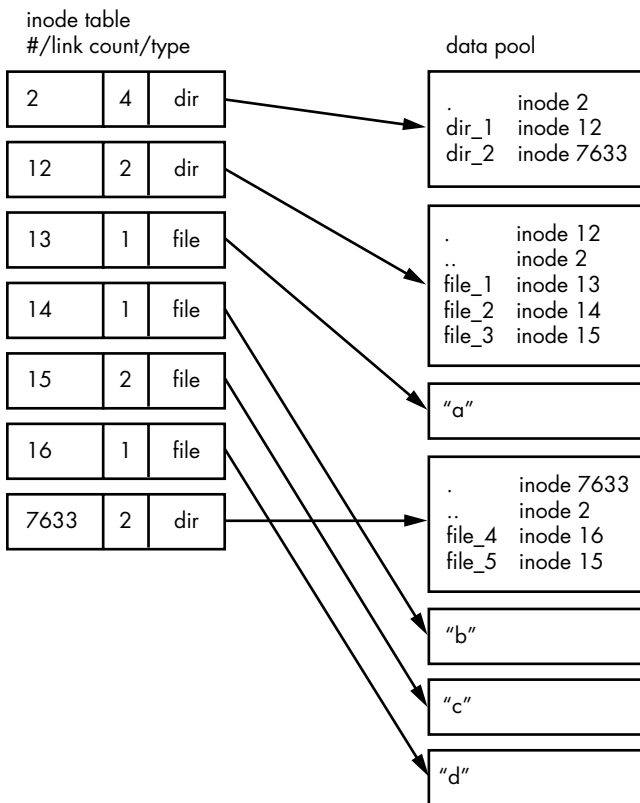 inode table
#/link count/type
2 4 dir
12 2 dir
13 1 file
14 1 file
15 2 file
16 1 file
7633 2 dir
data pool
. inode 2
dir_1 inode 12
dir_2 inode 7633
. inode 12
.. inode 2
file_1 inode 13
file_2 inode 14
file_3 inode 15
“a”
. inode 7633
.. inode 2
file_4 inode 16
file_5 inode 15
“b”
“c”
“d”